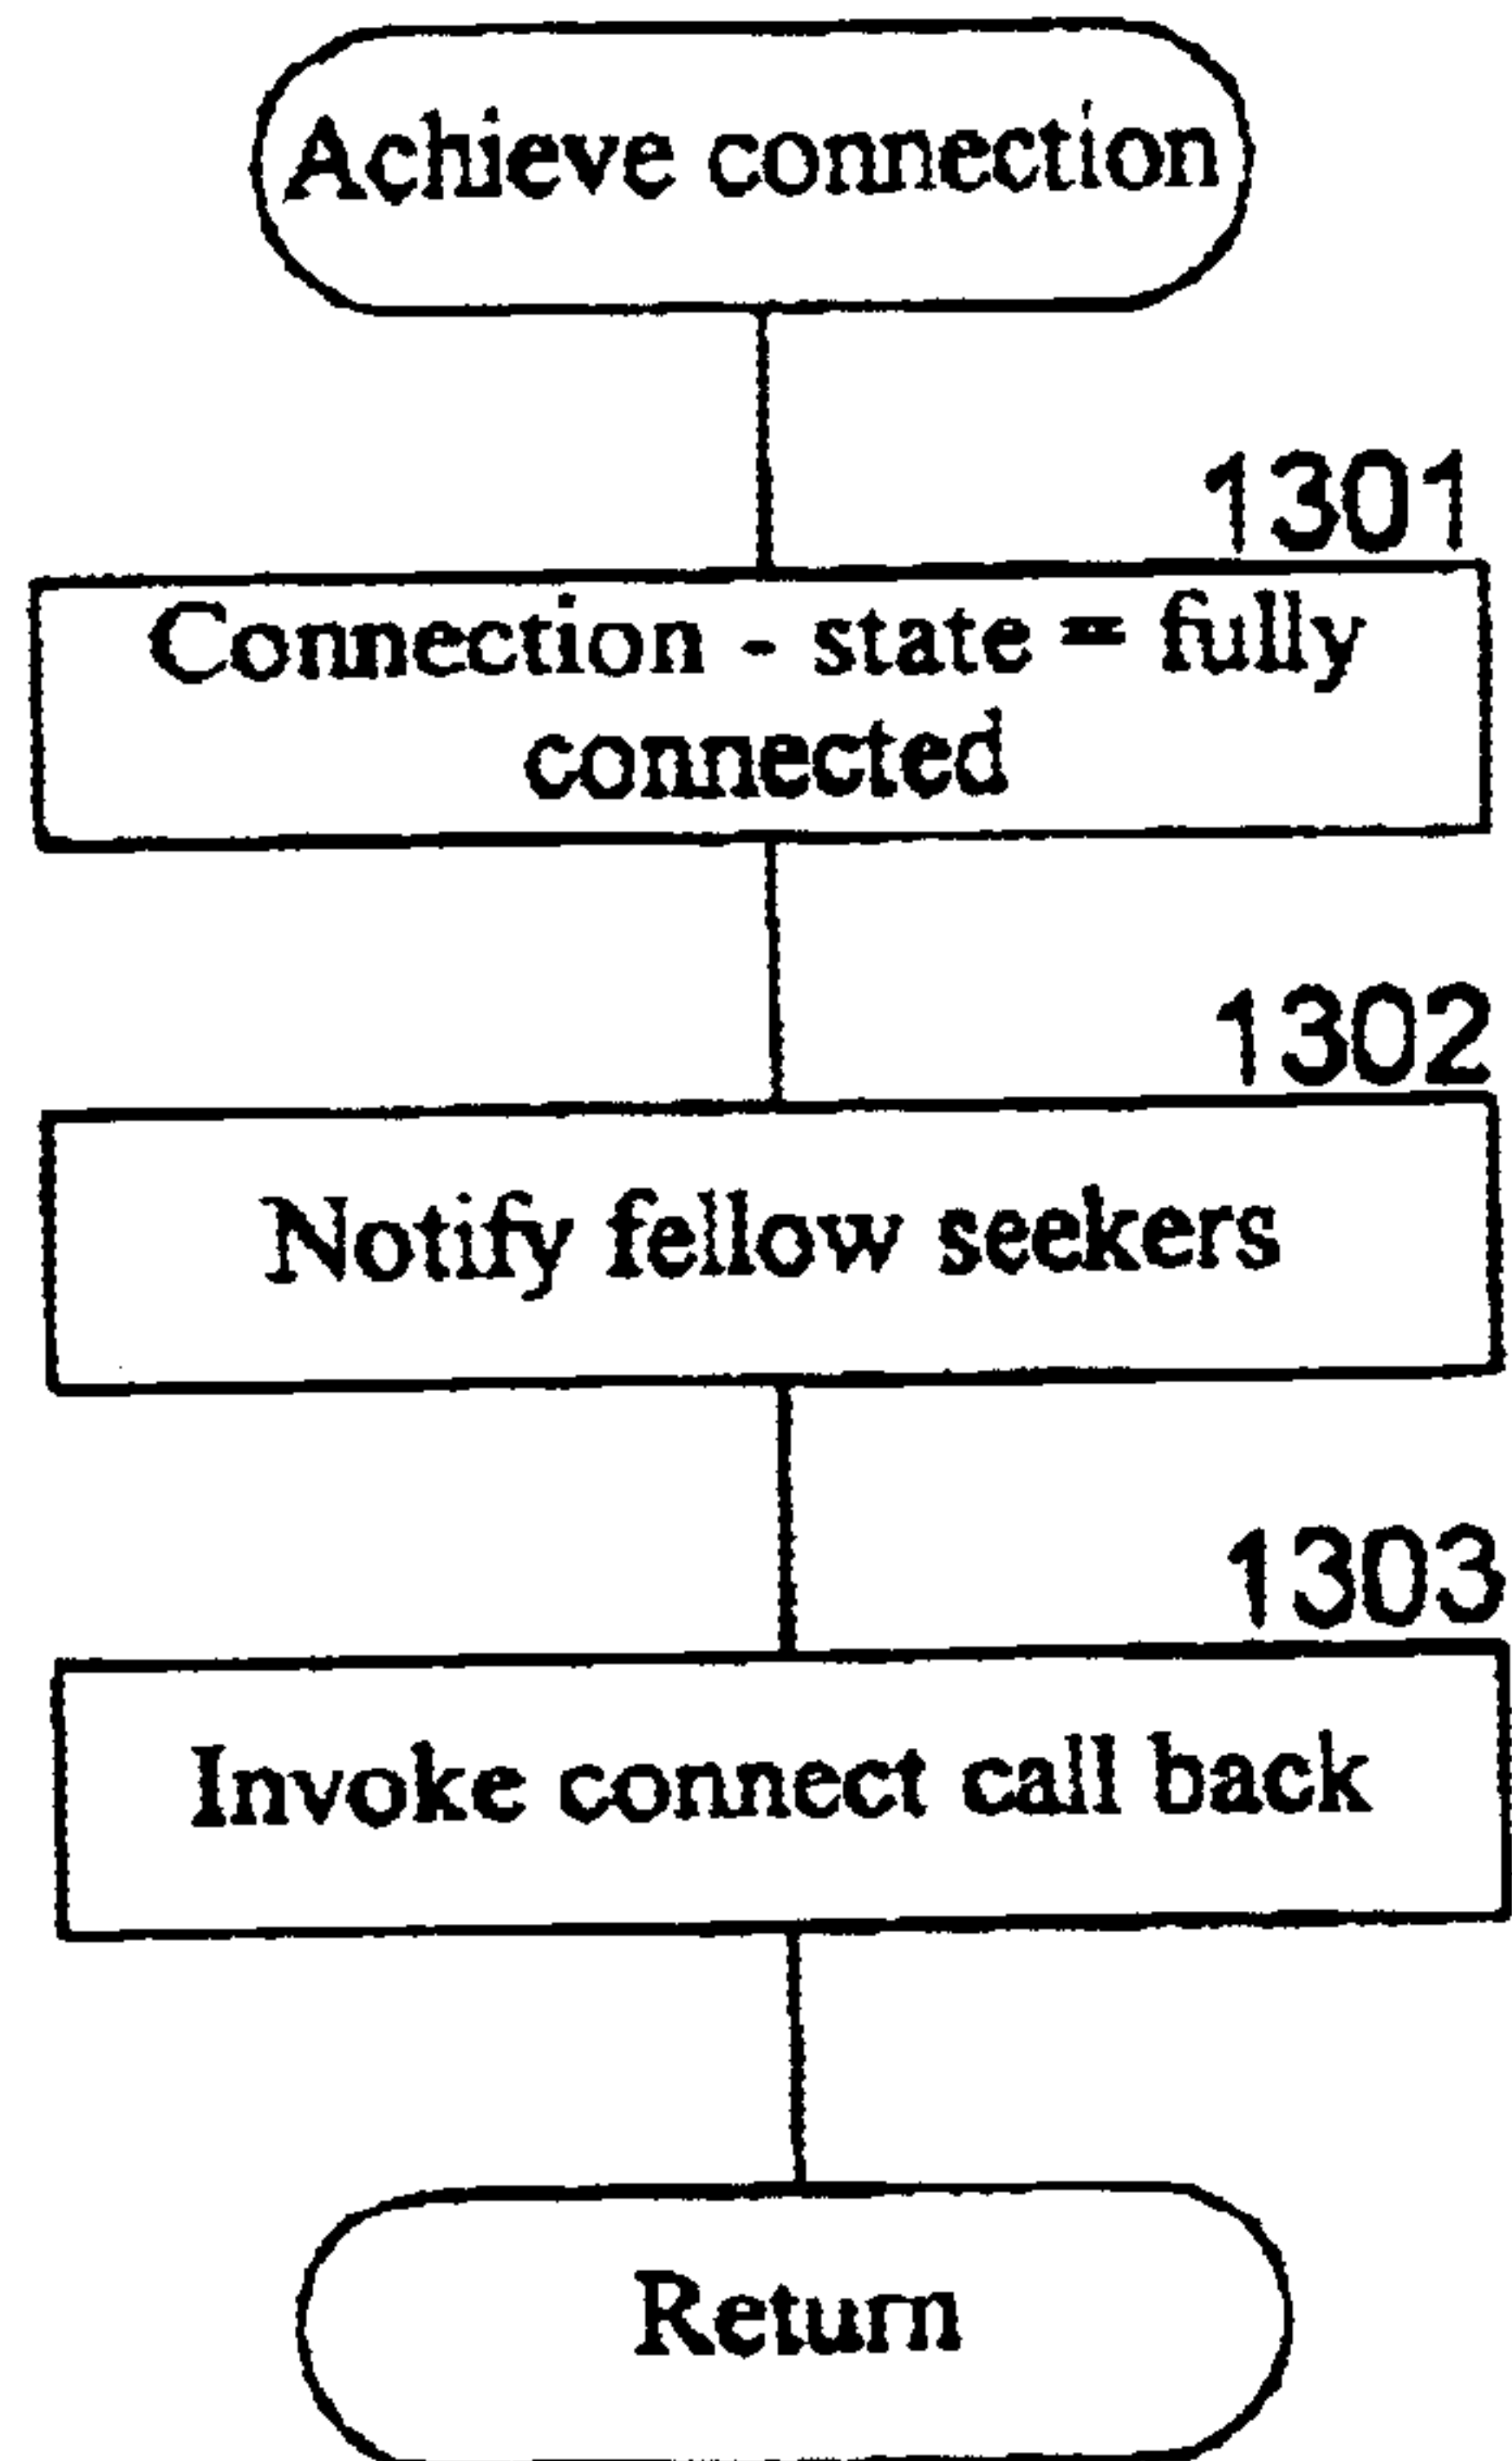 Achieve connection
1301
Connection - state = fully
connected
1302
Notify fellow seekers
1303
Invoke connect call back
Return